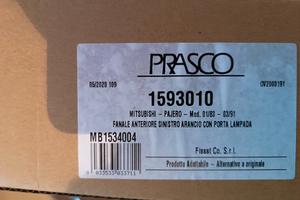 PRASCO
05/2020 109
1593010
MITSUBISHI - PAJERO - Mod. 01/83 - 03/91
FANALE ANTERIORE SINISTRO ARANCIO CON PORTA LAMPADA
MB1534004
Fivest Co. S.r.l.
Prodotto Adattabile - Alternativo a originale